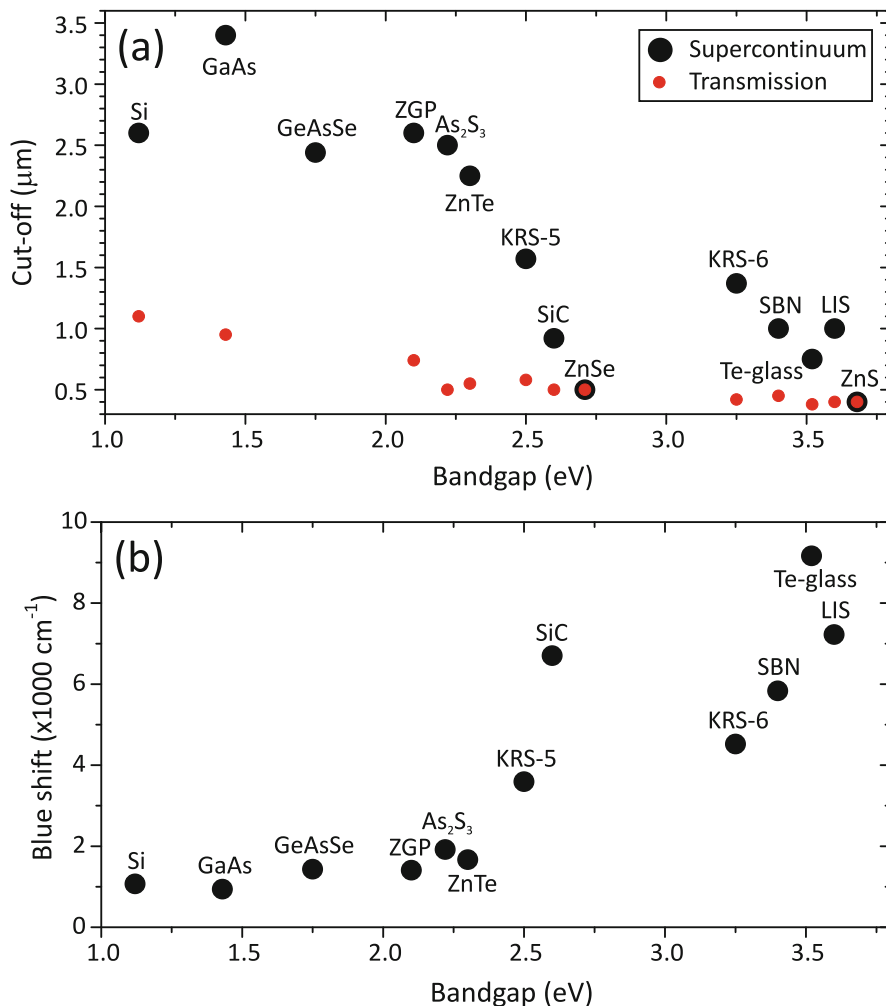 (a)
Supercontinuum
Transmission
3.5
3.0
2.5
2.0
1.5
1.0
0.5
Cut-off (μm)
Si
GaAs
GeAsSe
ZGP
As₂S₃
ZnTe
KRS-5
SiC
ZnSe
KRS-6
SBN
LIS
Te-glass
ZnS
1.0 1.5 2.0 2.5 3.0 3.5
Bandgap (eV)
(b)
10
8
6
4
2
0
Blue shift (x1000 cm⁻¹)
Si
GaAs
GeAsSe
ZGP
As₂S₃
ZnTe
KRS-5
SiC
KRS-6
SBN
Te-glass
LIS
1.0 1.5 2.0 2.5 3.0 3.5
Bandgap (eV)